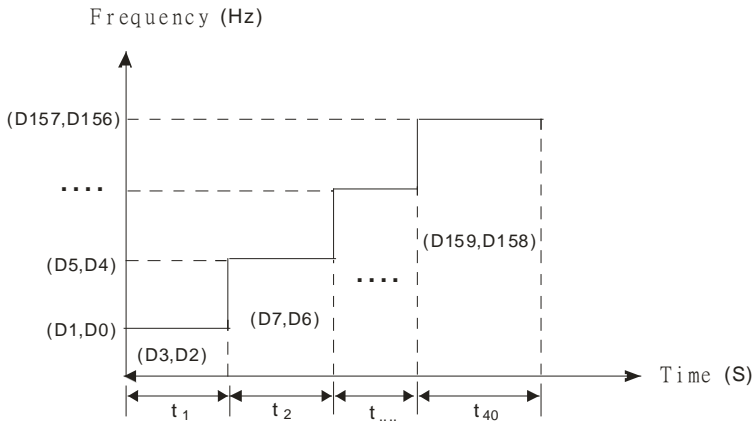 Frequency (Hz)
(D157,D156)
....
(D159,D158)
(D5,D4)
....
(D7,D6)
(D1,D0)
(D3,D2)
Time (S)
t1
t2
t....
t40